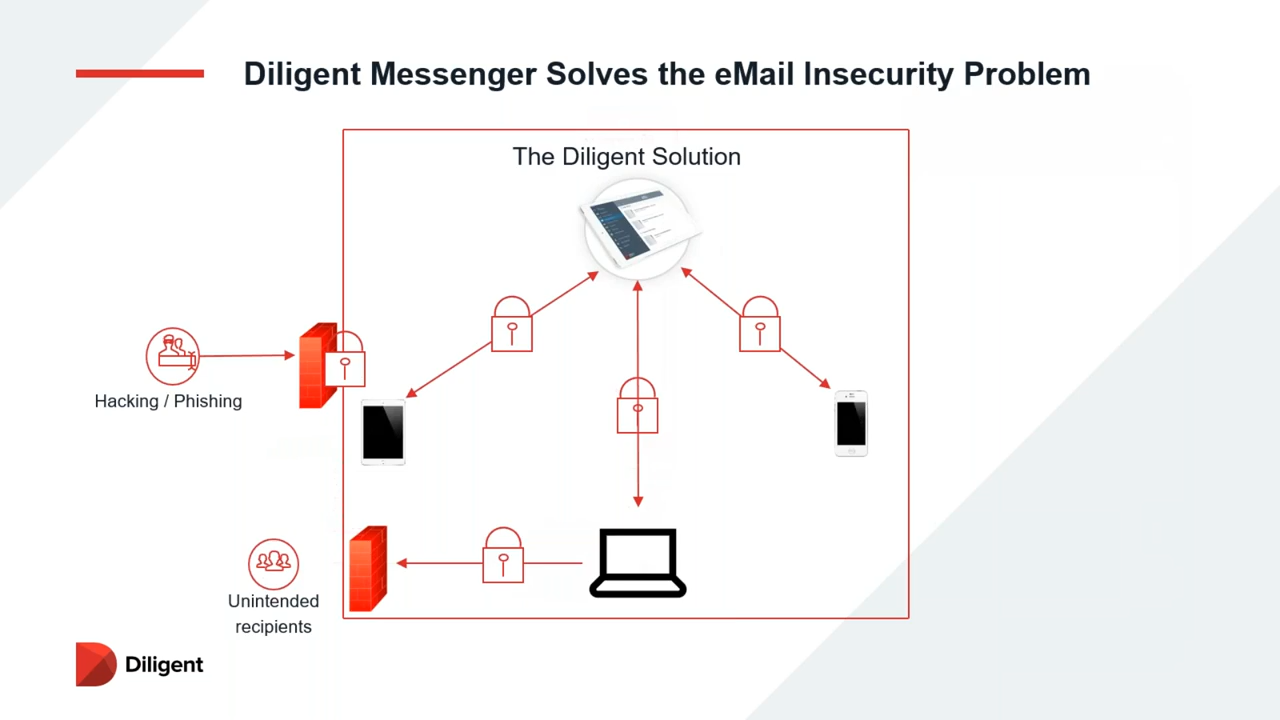 Diligent Messenger Solves the eMail Insecurity Problem
The Diligent Solution
Hacking / Phishing
Unintended
recipients
Diligent